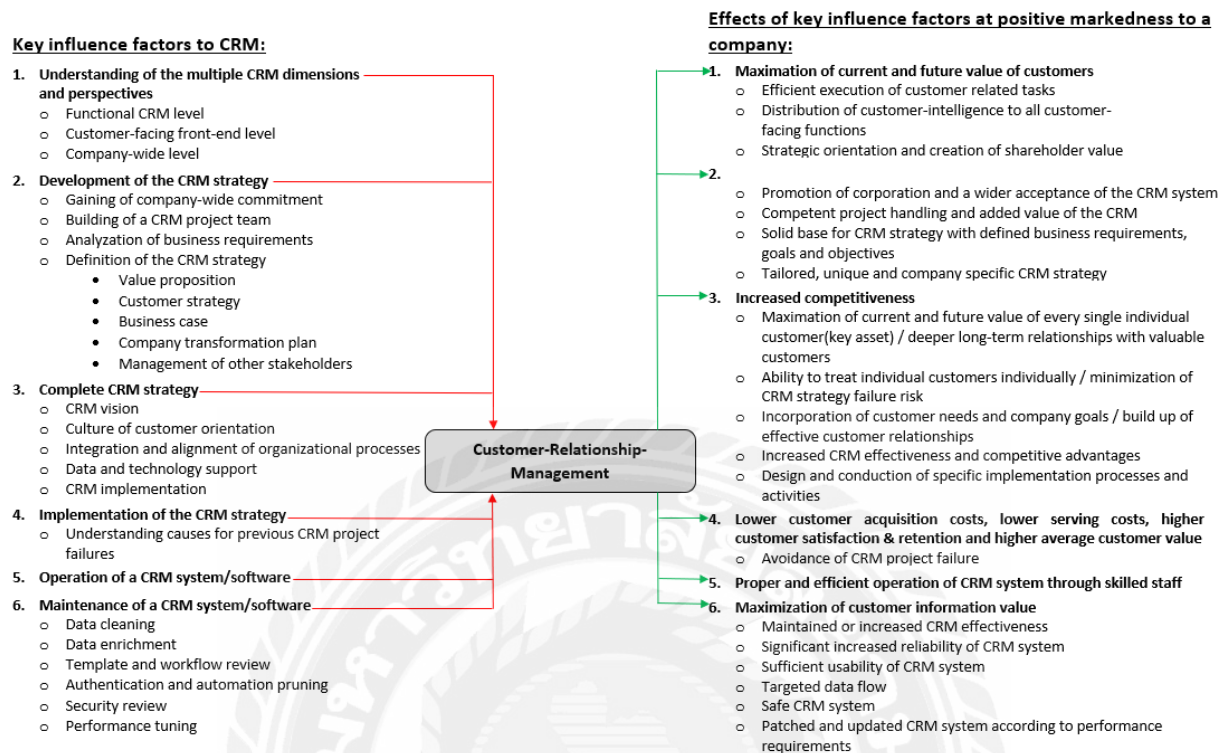 Key influence factors to CRM:
1. Understanding of the multiple CRM dimensions
and perspectives
o Functional CRM level
o Customer-facing front-end level
o Company-wide level
2. Development of the CRM strategy
o Gaining of company-wide commitment
o Building of a CRM project team
o Analyzation of business requirements
o Definition of the CRM strategy
• Value proposition
• Customer strategy
• Business case
• Company transformation plan
• Management of other stakeholders
3. Complete CRM strategy
o CRM vision
o Culture of customer orientation
o Integration and alignment of organizational processes
o Data and technology support
o CRM implementation
4. Implementation of the CRM strategy
o Understanding causes for previous CRM project
failures
5. Operation of a CRM system/software
6. Maintenance of a CRM system/software
o Data cleaning
o Data enrichment
o Template and workflow review
o Authentication and automation pruning
o Security review
o Performance tuning
Customer-Relationship-
Management
Effects of key influence factors at positive markedness to a
company:
1. Maximation of current and future value of customers
o Efficient execution of customer related tasks
o Distribution of customer-intelligence to all customer-
facing functions
o Strategic orientation and creation of shareholder value
2.
o Promotion of corporation and a wider acceptance of the CRM system
o Competent project handling and added value of the CRM
o Solid base for CRM strategy with defined business requirements,
goals and objectives
o Tailored, unique and company specific CRM strategy
3. Increased competitiveness
o Maximation of current and future value of every single individual
customer(key asset) / deeper long-term relationships with valuable
customers
o Ability to treat individual customers individually / minimization of
CRM strategy failure risk
o Incorporation of customer needs and company goals / build up of
effective customer relationships
o Increased CRM effectiveness and competitive advantages
o Design and conduction of specific implementation processes and
activities
4. Lower customer acquisition costs, lower serving costs, higher
customer satisfaction & retention and higher average customer value
o Avoidance of CRM project failure
5. Proper and efficient operation of CRM system through skilled staff
6. Maximization of customer information value
o Maintained or increased CRM effectiveness
o Significant increased reliability of CRM system
o Sufficient usability of CRM system
o Targeted data flow
o Safe CRM system
o Patched and updated CRM system according to performance
requirements